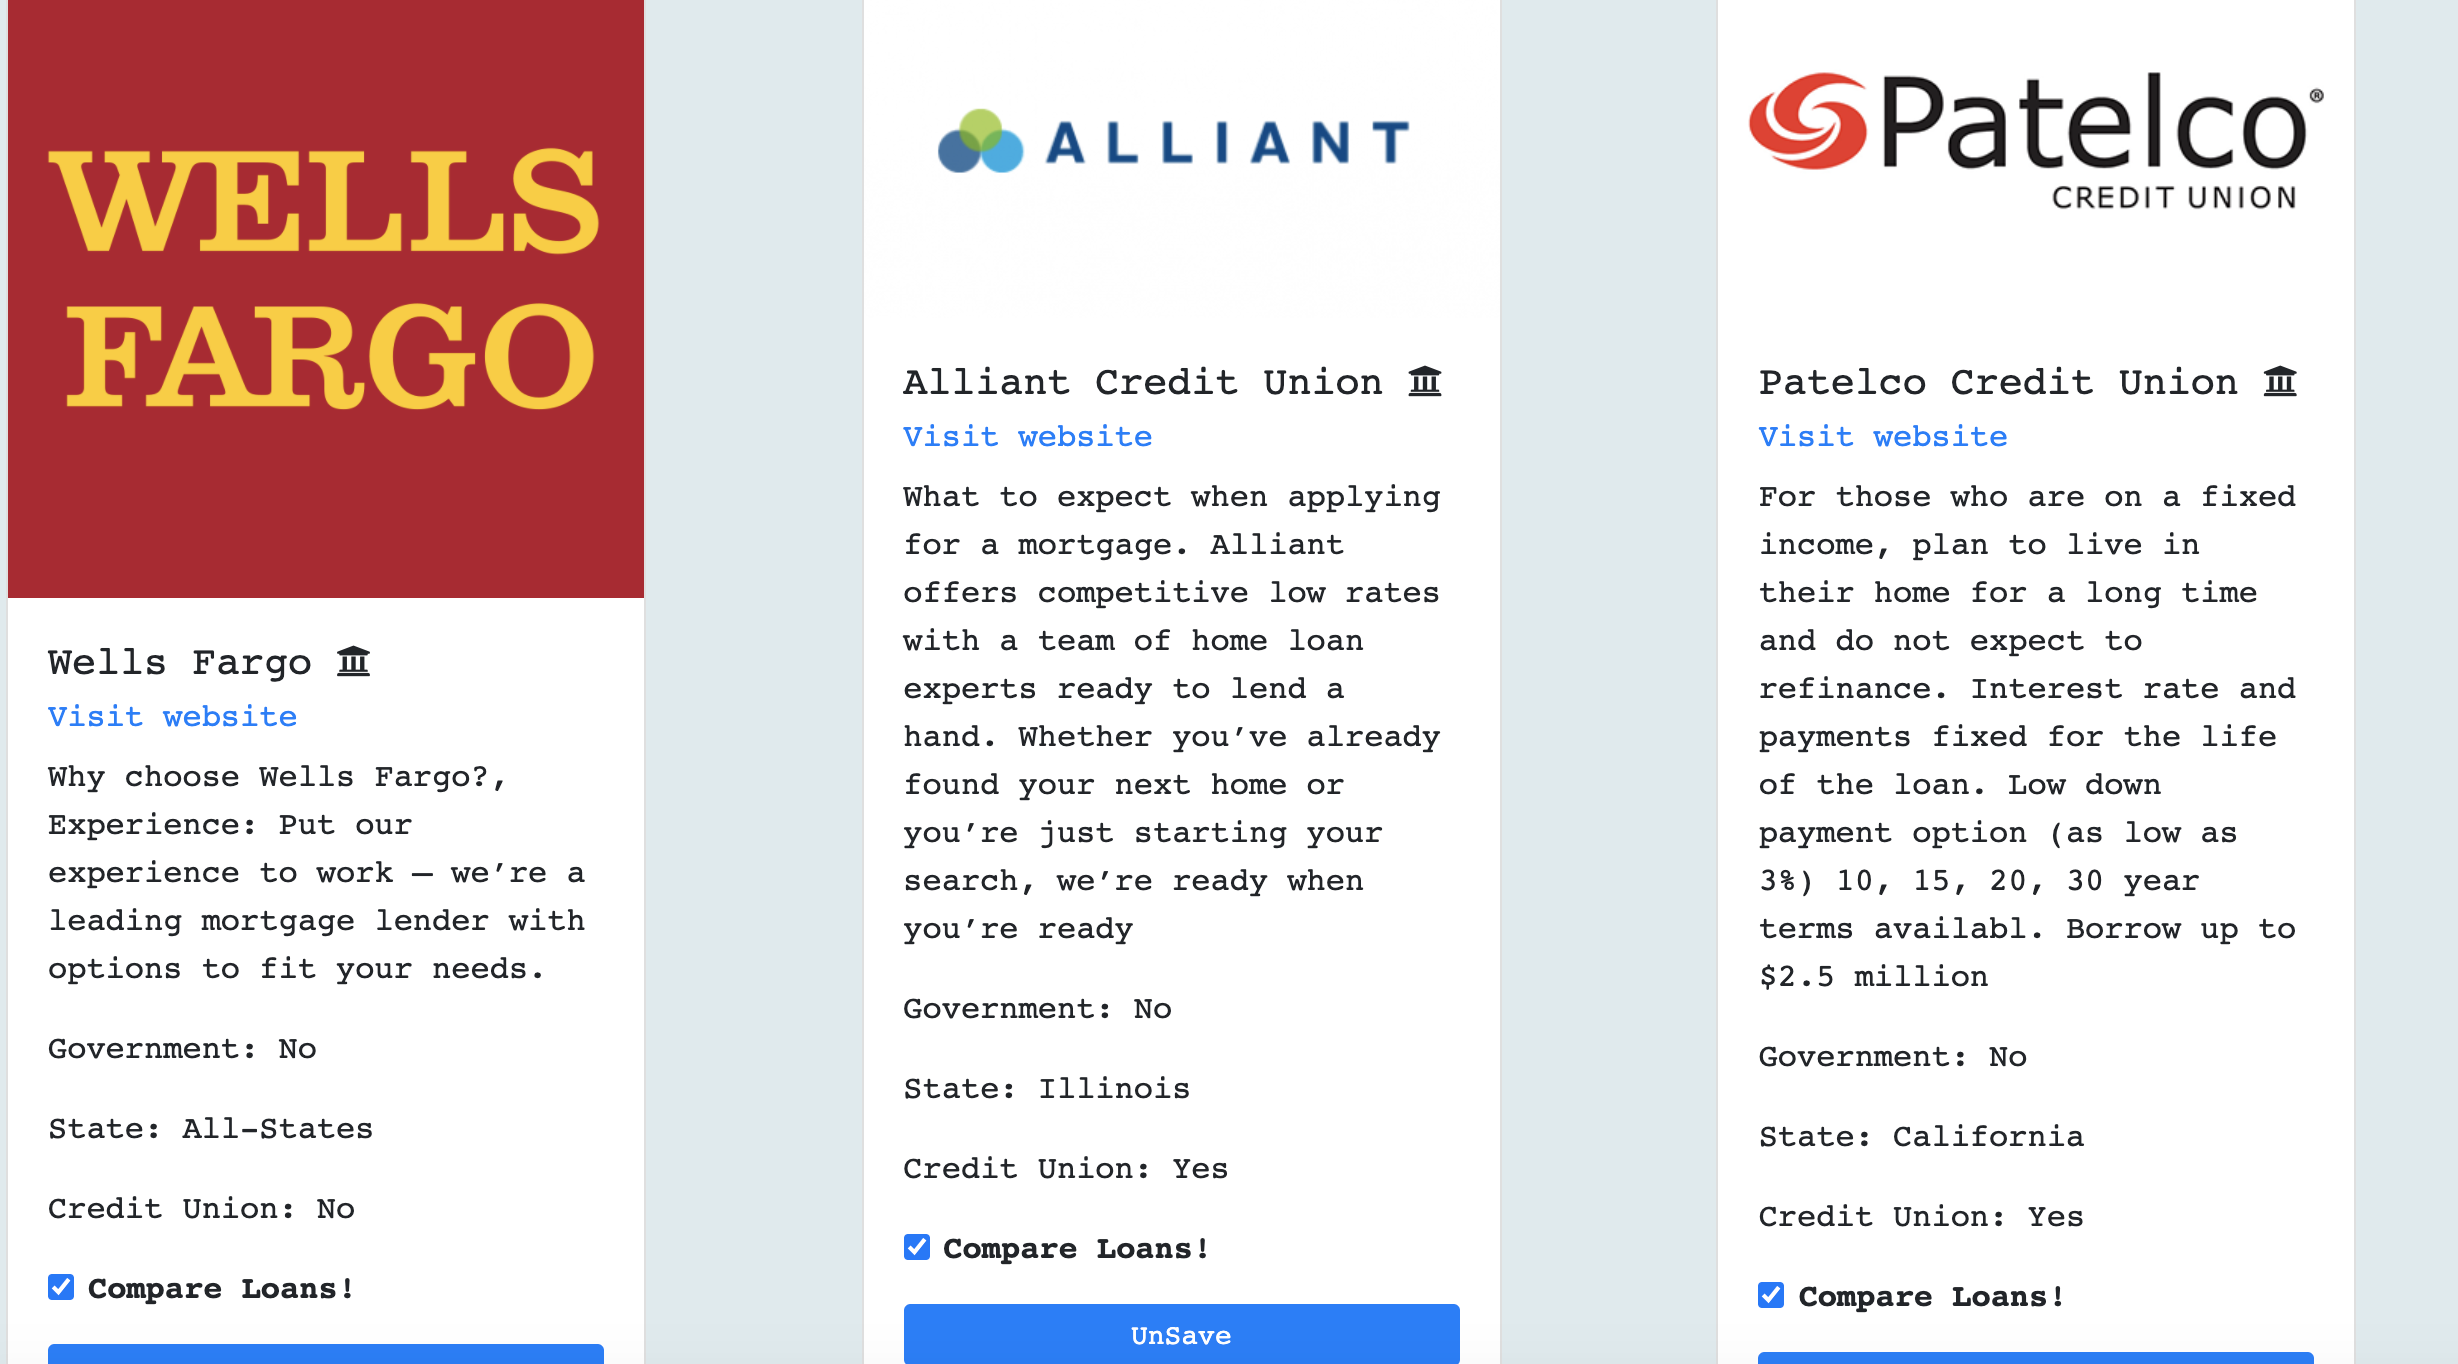 WELLS
FARGO
Wells Fargo
Visit website
Why choose Wells Fargo?,
Experience: Put our
experience to work — we’re a
leading mortgage lender with
options to fit your needs.
Government: No
State: All-States
Credit Union: No
Compare Loans!
ALLIANT
Alliant Credit Union
Visit website
What to expect when applying
for a mortgage. Alliant
offers competitive low rates
with a team of home loan
experts ready to lend a
hand. Whether you’ve already
found your next home or
you’re just starting your
search, we’re ready when
you’re ready
Government: No
State: Illinois
Credit Union: Yes
Compare Loans!
UnSave
Patelco®
CREDIT UNION
Patelco Credit Union
Visit website
For those who are on a fixed
income, plan to live in
their home for a long time
and do not expect to
refinance. Interest rate and
payments fixed for the life
of the loan. Low down
payment option (as low as
3%) 10, 15, 20, 30 year
terms availabl. Borrow up to
$2.5 million
Government: No
State: California
Credit Union: Yes
Compare Loans!